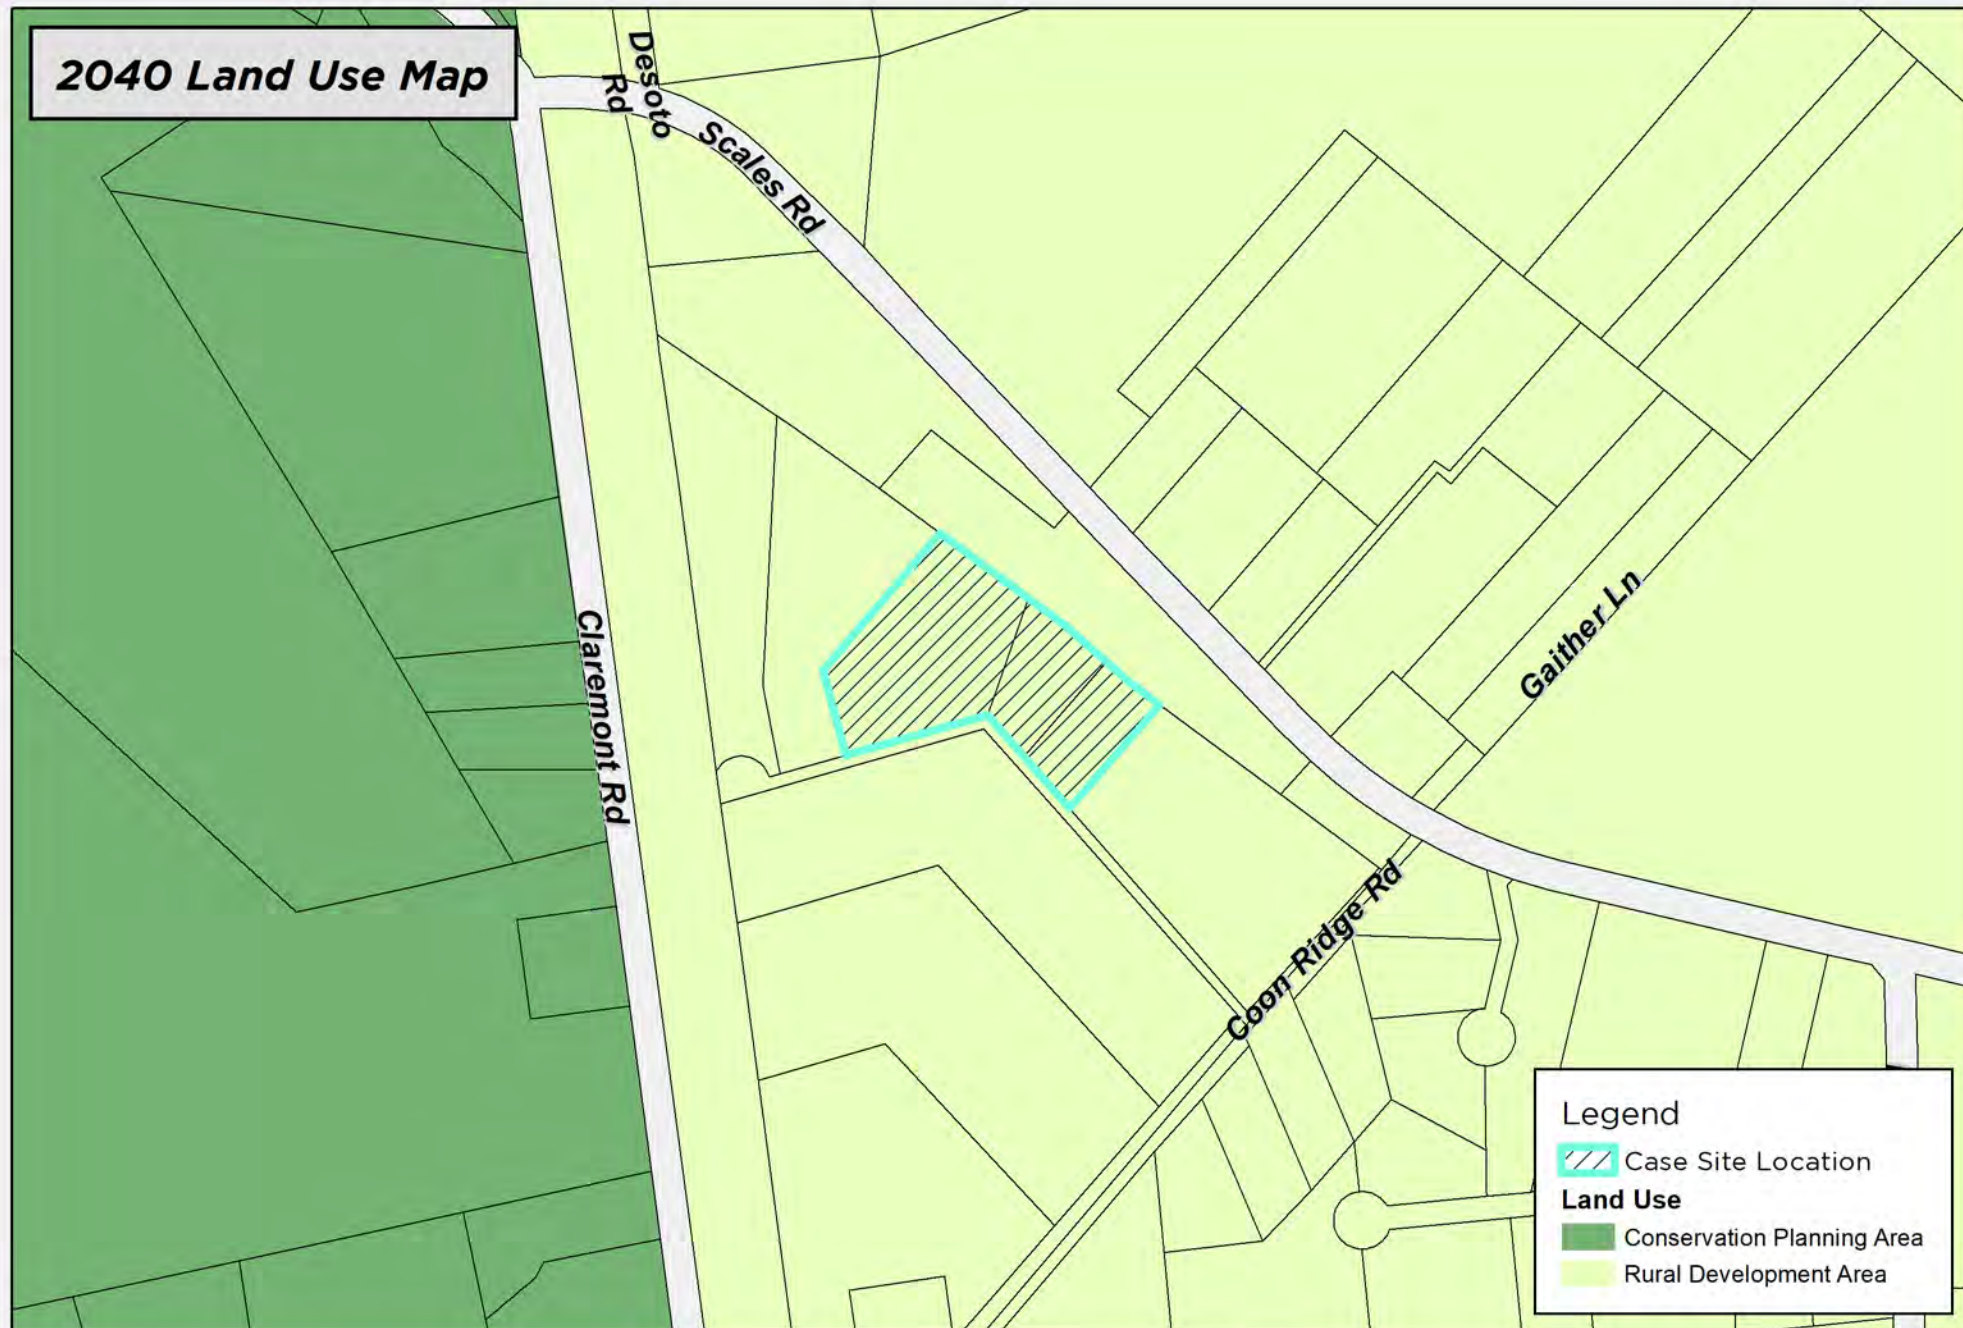 2040 Land Use Map
Desoto
Rd
Scales Rd
Claremont Rd
Gaither Ln
Coon Ridge Rd
Legend
Case Site Location
Land Use
Conservation Planning Area
Rural Development Area